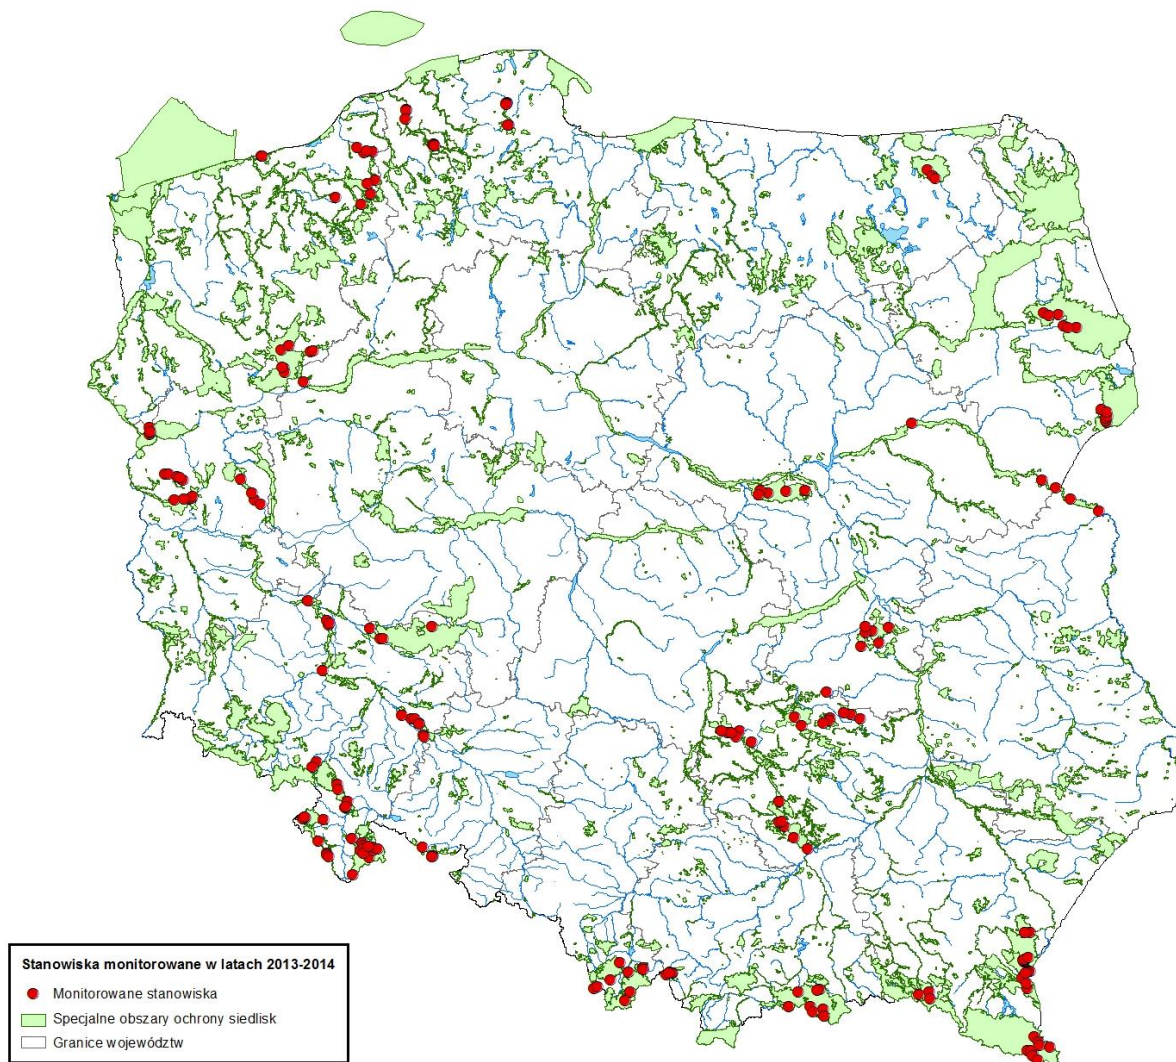 Stanowiska monitorowane w latach 2013-2014
Monitorowane stanowiska
Specjalne obszary ochrony siedlisk
Granice województw